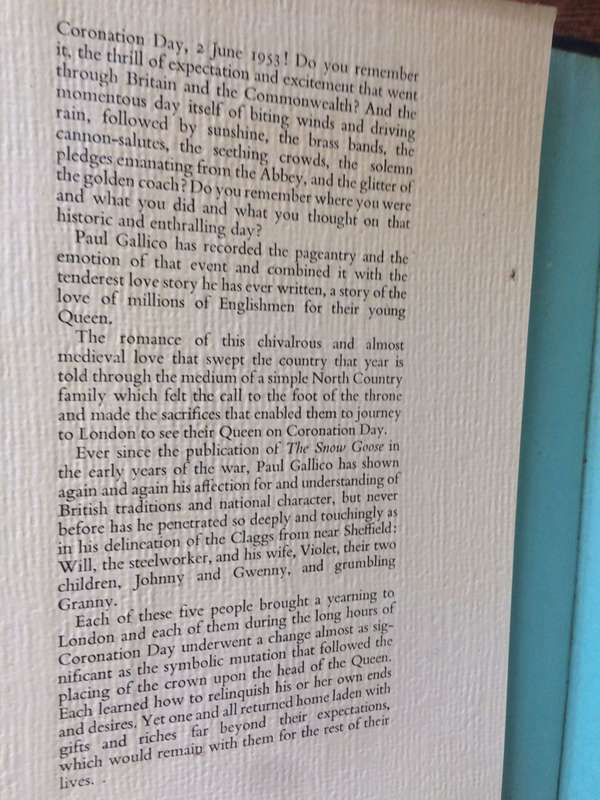 Coronation Day, 2 June 1953! Do you remember
it, the thrill of expectation and excitement that went
through Britain and the Commonwealth? And the
momentous day itself of biting winds and driving
rain, followed by sunshine, the brass bands, the
cannon-salutes, the seething crowds, the solemn
pledges emanating from the Abbey, and the glitter of
the golden coach? Do you remember where you were
and what you did and what you thought on that
historic and enthralling day?
Paul Gallico has recorded the pageantry and the
emotion of that event and combined it with the
tenderest love story he has ever written, a story of the
love of millions of Englishmen for their young
Queen.
The romance of this chivalrous and almost
medieval love that swept the country that year is
told through the medium of a simple North Country
family which felt the call to the foot of the throne
and made the sacrifices that enabled them to journey
to London to see their Queen on Coronation Day.
Ever since the publication of The Snow Goose in
the early years of the war, Paul Gallico has shown
again and again his affection for and understanding of
British traditions and national character, but never
before has he penetrated so deeply and touchingly as
in his delineation of the Claggs from near Sheffield:
Will, the steelworker, and his wife, Violet, their two
children, Johnny and Gwenny, and grumbling
Granny.
Each of these five people brought a yearning to
London and each of them during the long hours of
Coronation Day underwent a change almost as sig-
nificant as the symbolic mutation that followed the
placing of the crown upon the head of the Queen.
Each learned how to relinquish his or her own ends
and desires. Yet one and all returned home laden with
gifts and riches far beyond their expectations,
which would remain with them for the rest of their
lives.